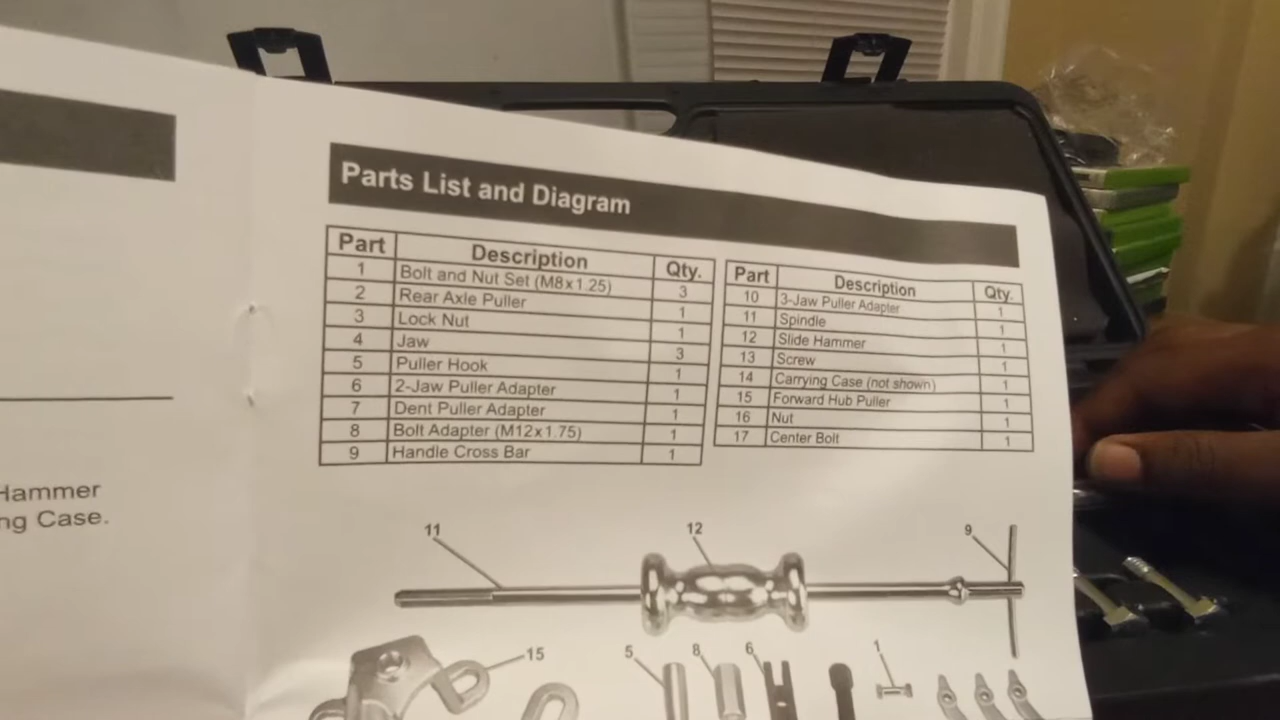 Parts List and Diagram
Part Description Qty.
1 Bolt and Nut Set (M8x1.25) 3
2 Rear Axle Puller 1
3 Lock Nut 1
4 Jaw 3
5 Puller Hook 1
6 2-Jaw Puller Adapter 1
7 Dent Puller Adapter 1
8 Bolt Adapter (M12x1.75) 1
9 Handle Cross Bar 1
Part Description Qty.
10 3-Jaw Puller Adapter 1
11 Spindle 1
12 Slide Hammer 1
13 Screw 1
14 Carrying Case (not shown) 1
15 Forward Hub Puller 1
16 Nut 1
17 Center Bolt 1
Hammer
ng Case.
11 12 9
15 5 8 6 1